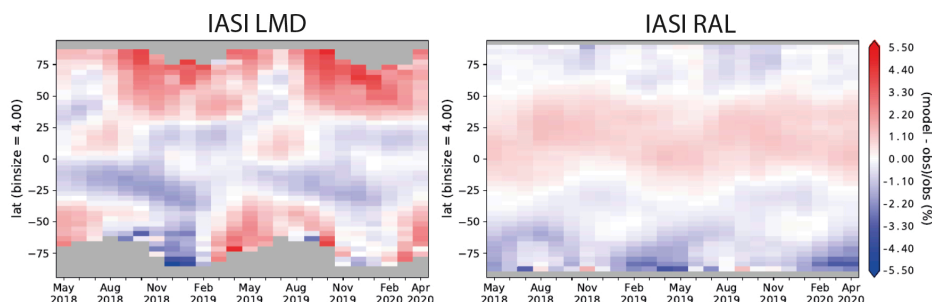 IASI LMD
IASI RAL
lat (binsize = 4.00)
75
50
25
0
−25
−50
−75
May 2018
Aug 2018
Nov 2018
Feb 2019
May 2019
Aug 2019
Nov 2019
Feb 2020
Apr 2020
lat (binsize = 4.00)
75
50
25
0
−25
−50
−75
May 2018
Aug 2018
Nov 2018
Feb 2019
May 2019
Aug 2019
Nov 2019
Feb 2020
Apr 2020
5.50
4.40
3.30
2.20
1.10
0.00
-1.10
-2.20
-3.30
-4.40
-5.50
(model - obs)/obs (%)